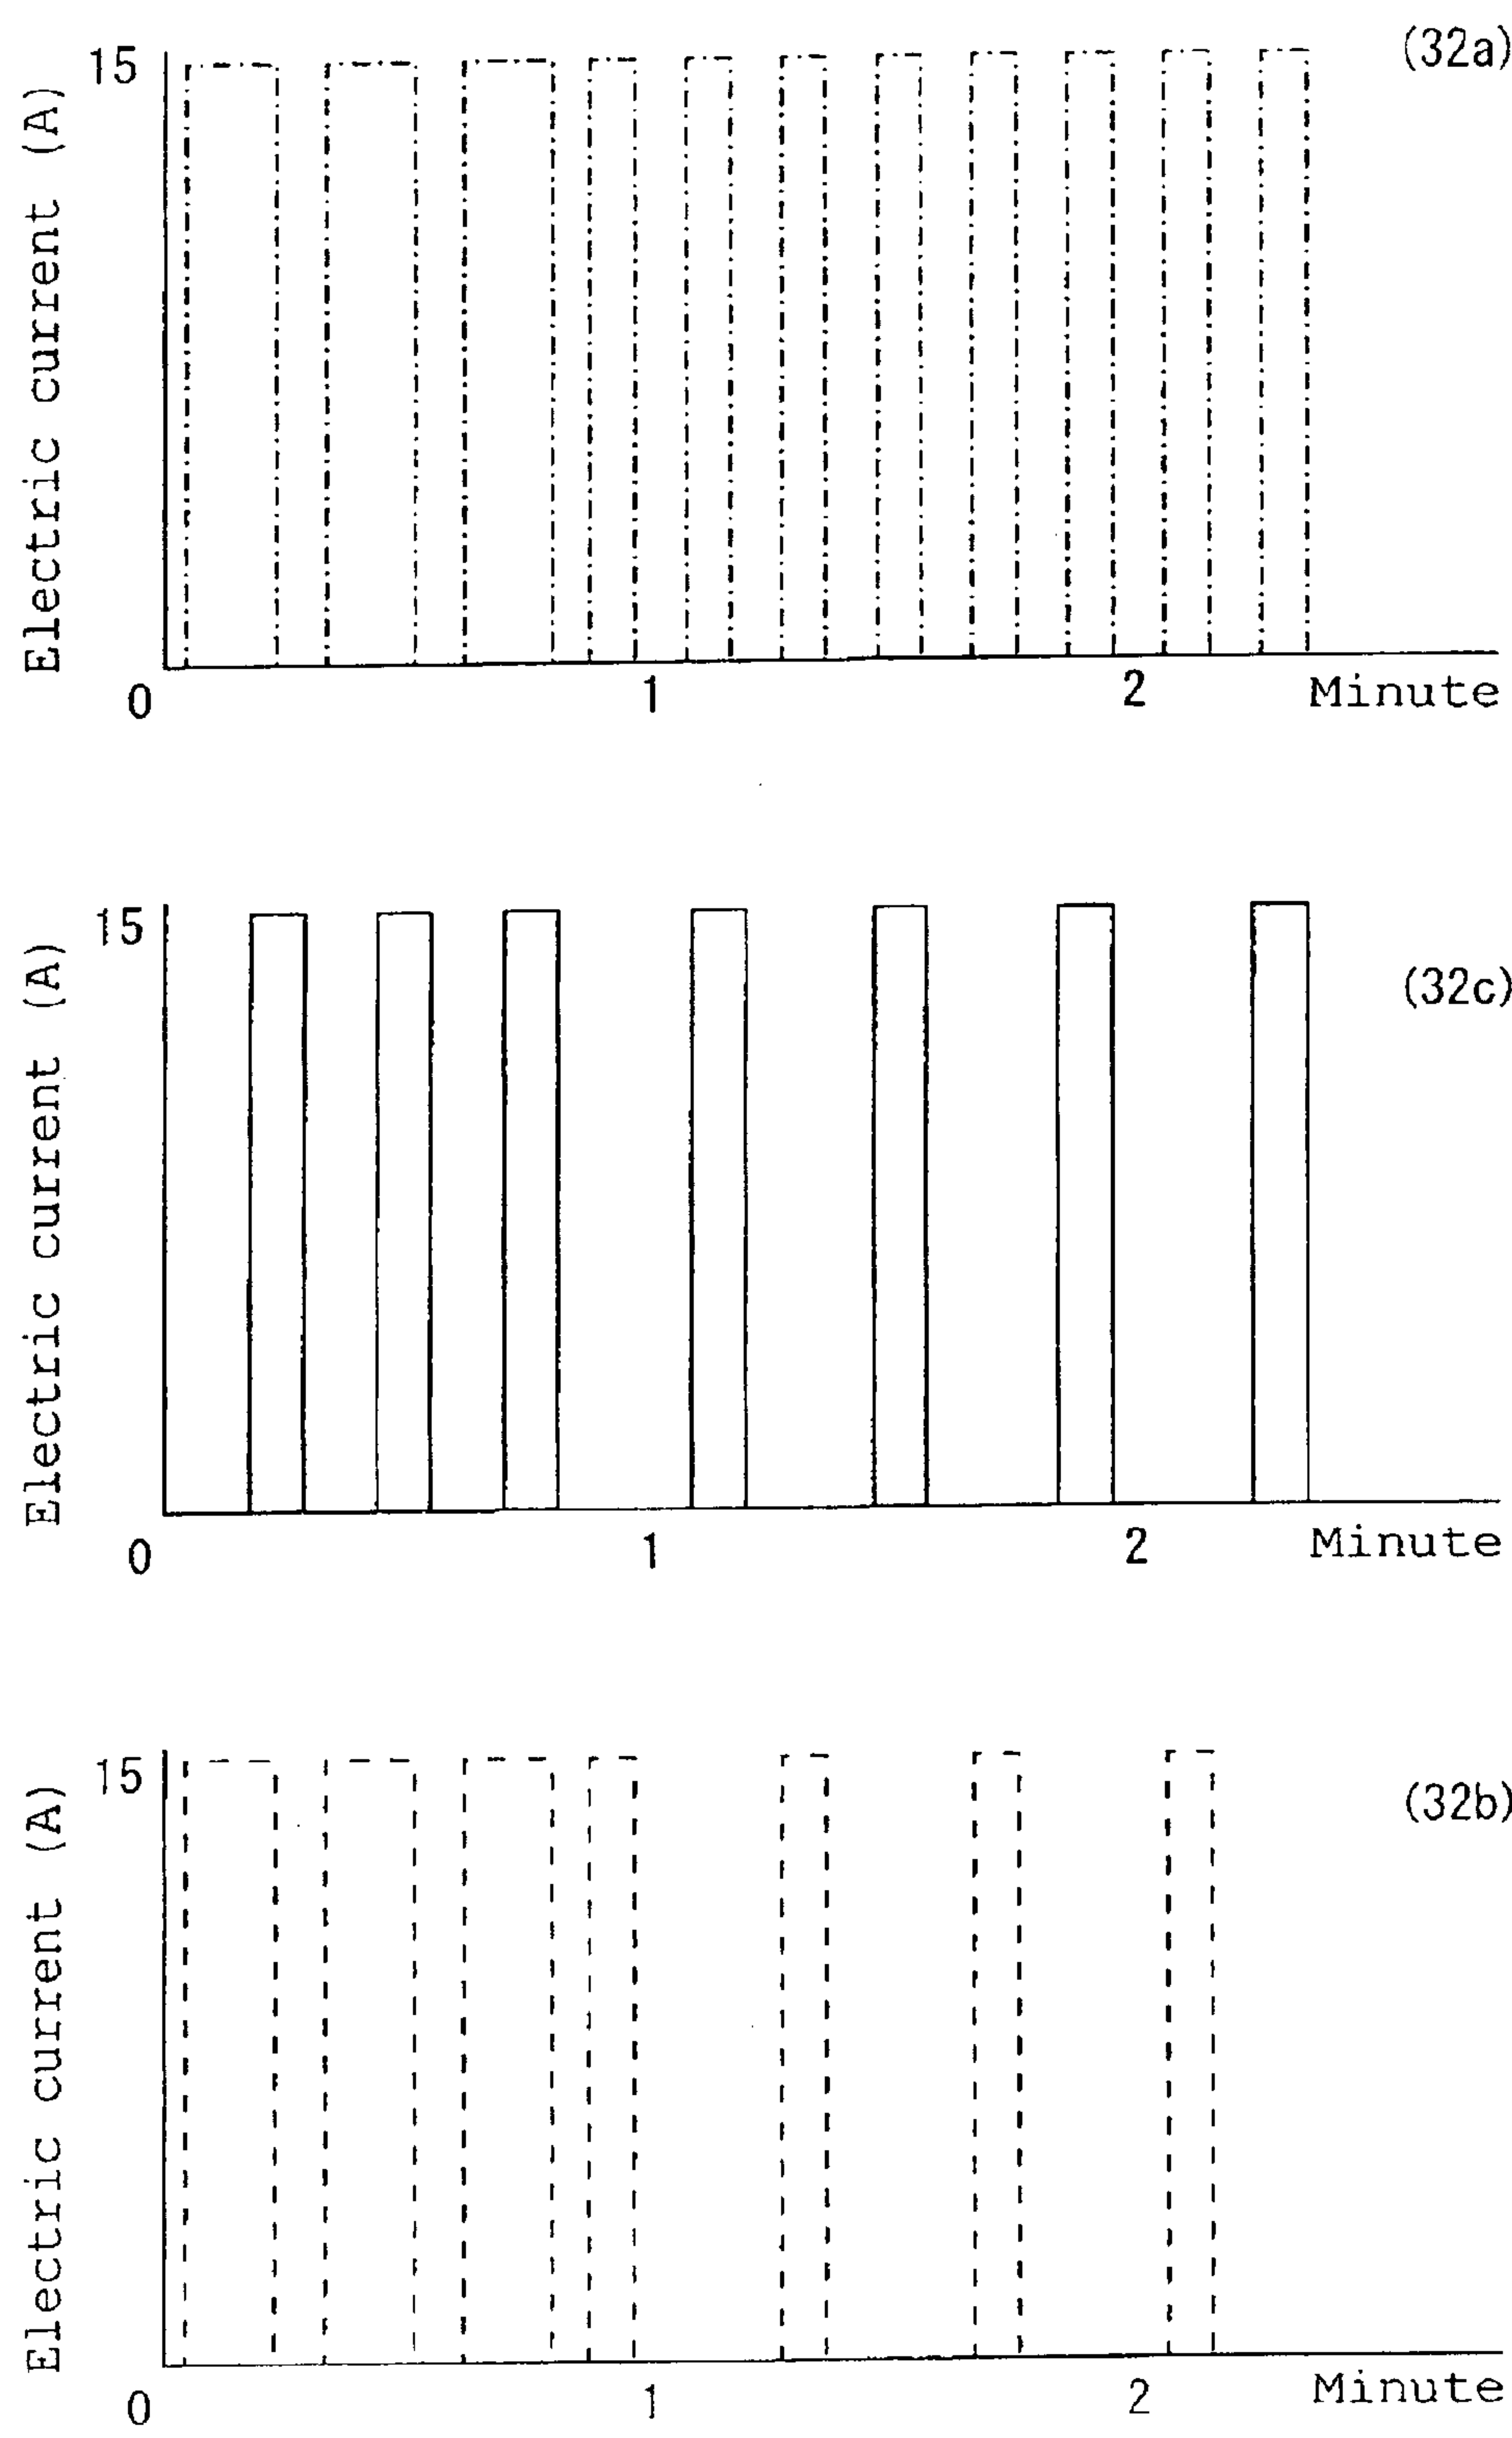 (32a)
15
Electric current (A)
0
1
2
Minute
15
(32c)
Electric current (A)
0
1
2
Minute
15
(32b)
Electric current (A)
0
1
2
Minute